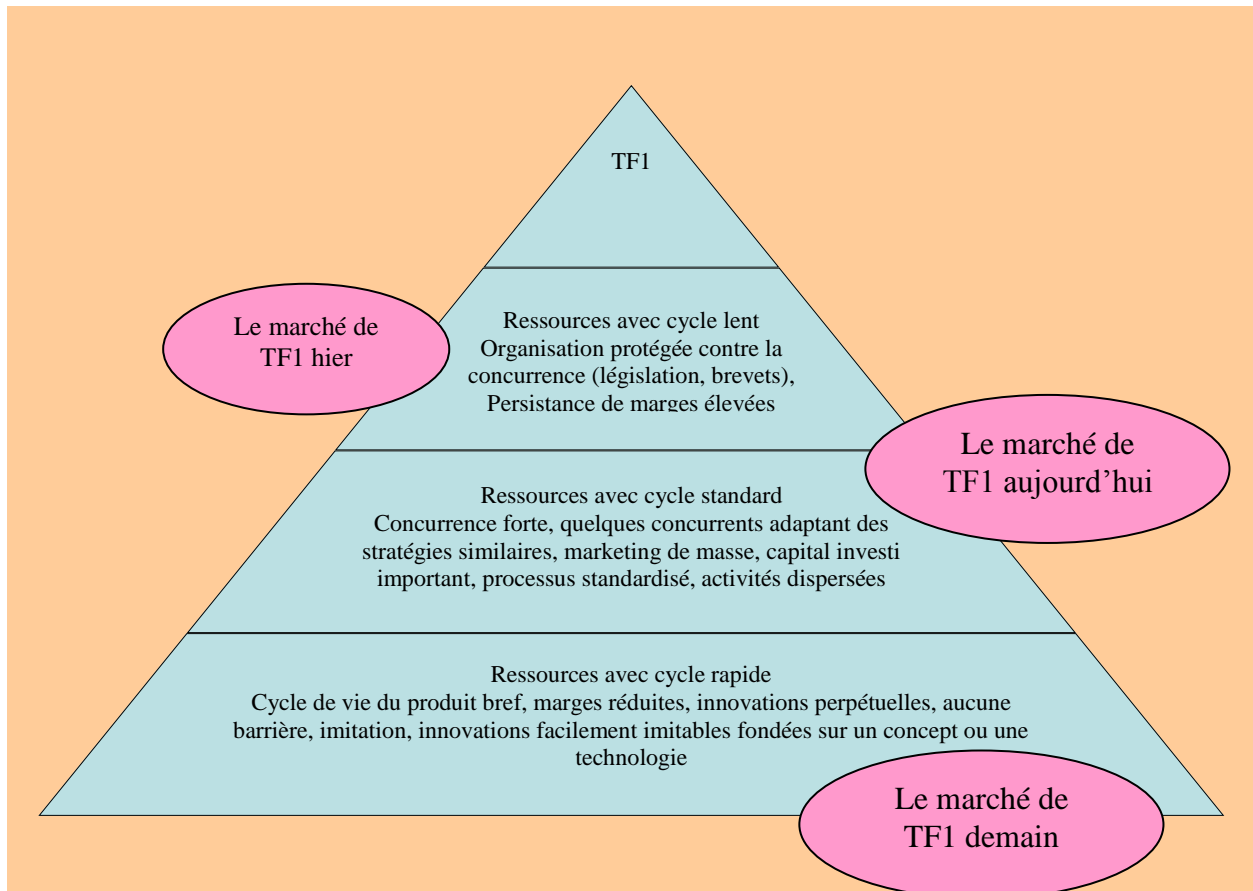 TF1
Le marché de
TF1 hier
Ressources avec cycle lent
Organisation protégée contre la
concurrence (législation, brevets),
Persistance de marges élevées
Le marché de
TF1 aujourd’hui
Ressources avec cycle standard
Concurrence forte, quelques concurrents adaptant des
stratégies similaires, marketing de masse, capital investi
important, processus standardisé, activités dispersées
Ressources avec cycle rapide
Cycle de vie du produit bref, marges réduites, innovations perpétuelles, aucune
barrière, imitation, innovations facilement imitables fondées sur un concept ou une
technologie
Le marché de
TF1 demain